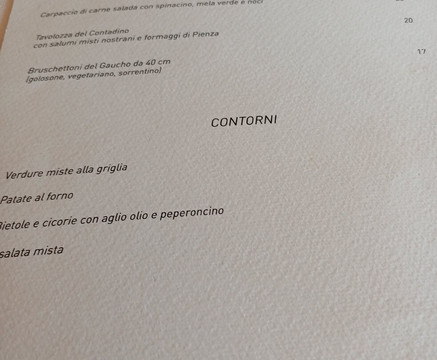 Carpaccio di carne salada con spinacino, mela verde e noci
Tavolozza del Contadino
20
con salumi misti nostrani e formaggi di Pienza
Bruschettoni del Gaucho da 40 cm
17
(golosone, vegetariano, sorrentino)
CONTORNI
Verdure miste alla griglia
Patate al forno
ietole e cicorie con aglio olio e peperoncino
salata mista